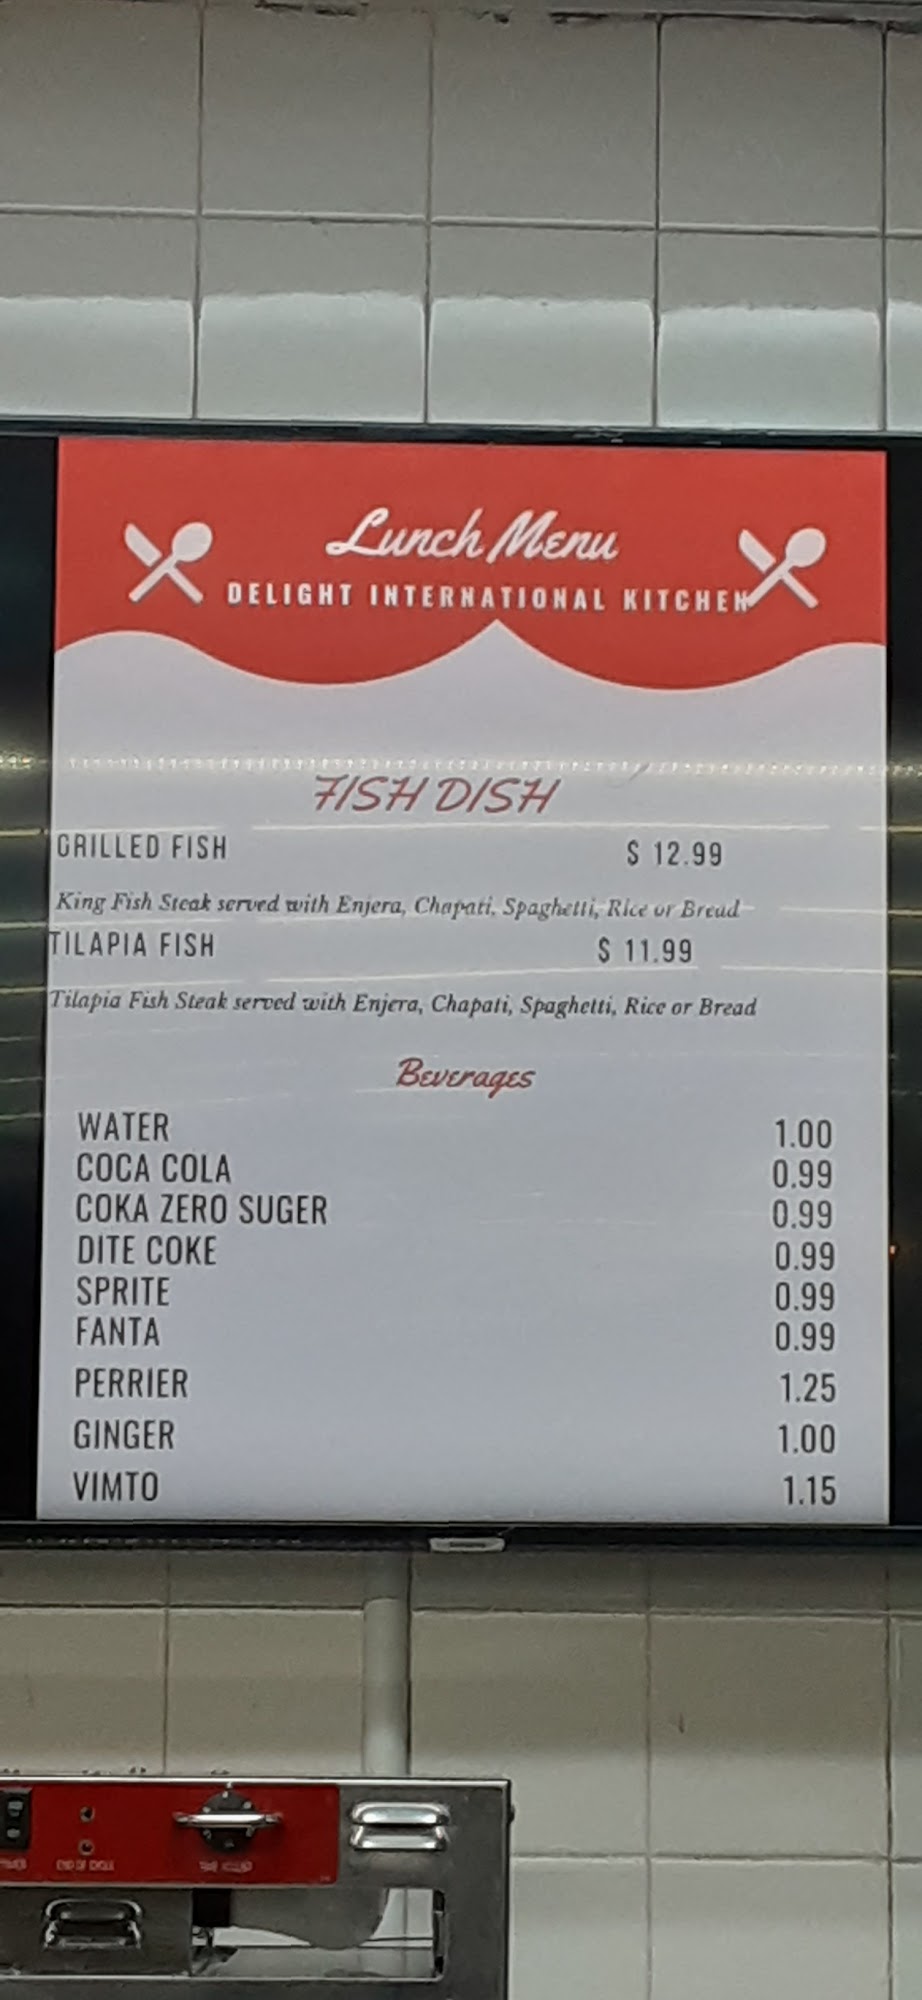 Lunch Menu
DELIGHT INTERNATIONAL KITCHEN
FISH DISH
GRILLED FISH $ 12.99
King Fish Steak served with Enjera, Chapati, Spaghetti, Rice or Bread
TILAPIA FISH $ 11.99
Tilapia Fish Steak served with Enjera, Chapati, Spaghetti, Rice or Bread
Beverages
WATER 1.00
COCA COLA 0.99
COKA ZERO SUGER 0.99
DITE COKE 0.99
SPRITE 0.99
FANTA 0.99
PERRIER 1.25
GINGER 1.00
VIMTO 1.15
END OF CYCLE